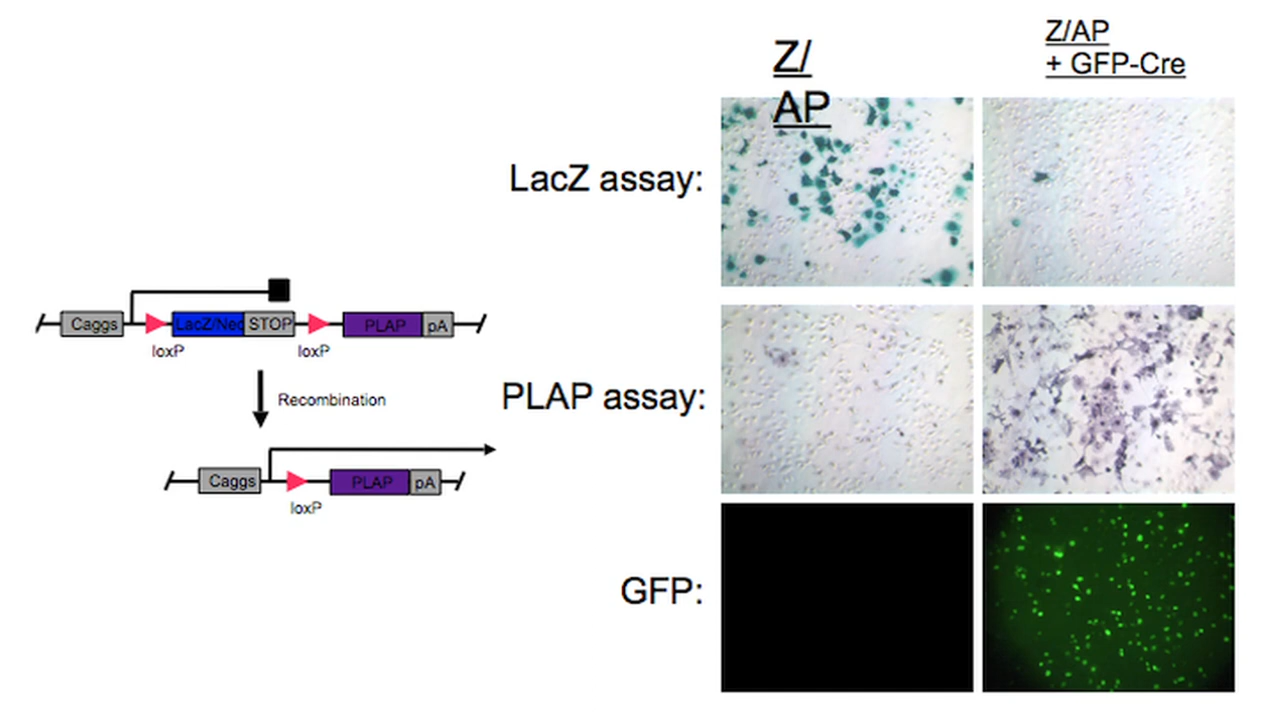 Z/
AP
Z/AP
+ GFP-Cre
LacZ assay:
Caggs
LacZ/Neo
STOP
PLAP
pA
loxP
loxP
Recombination
PLAP assay:
Caggs
PLAP
pA
loxP
GFP: